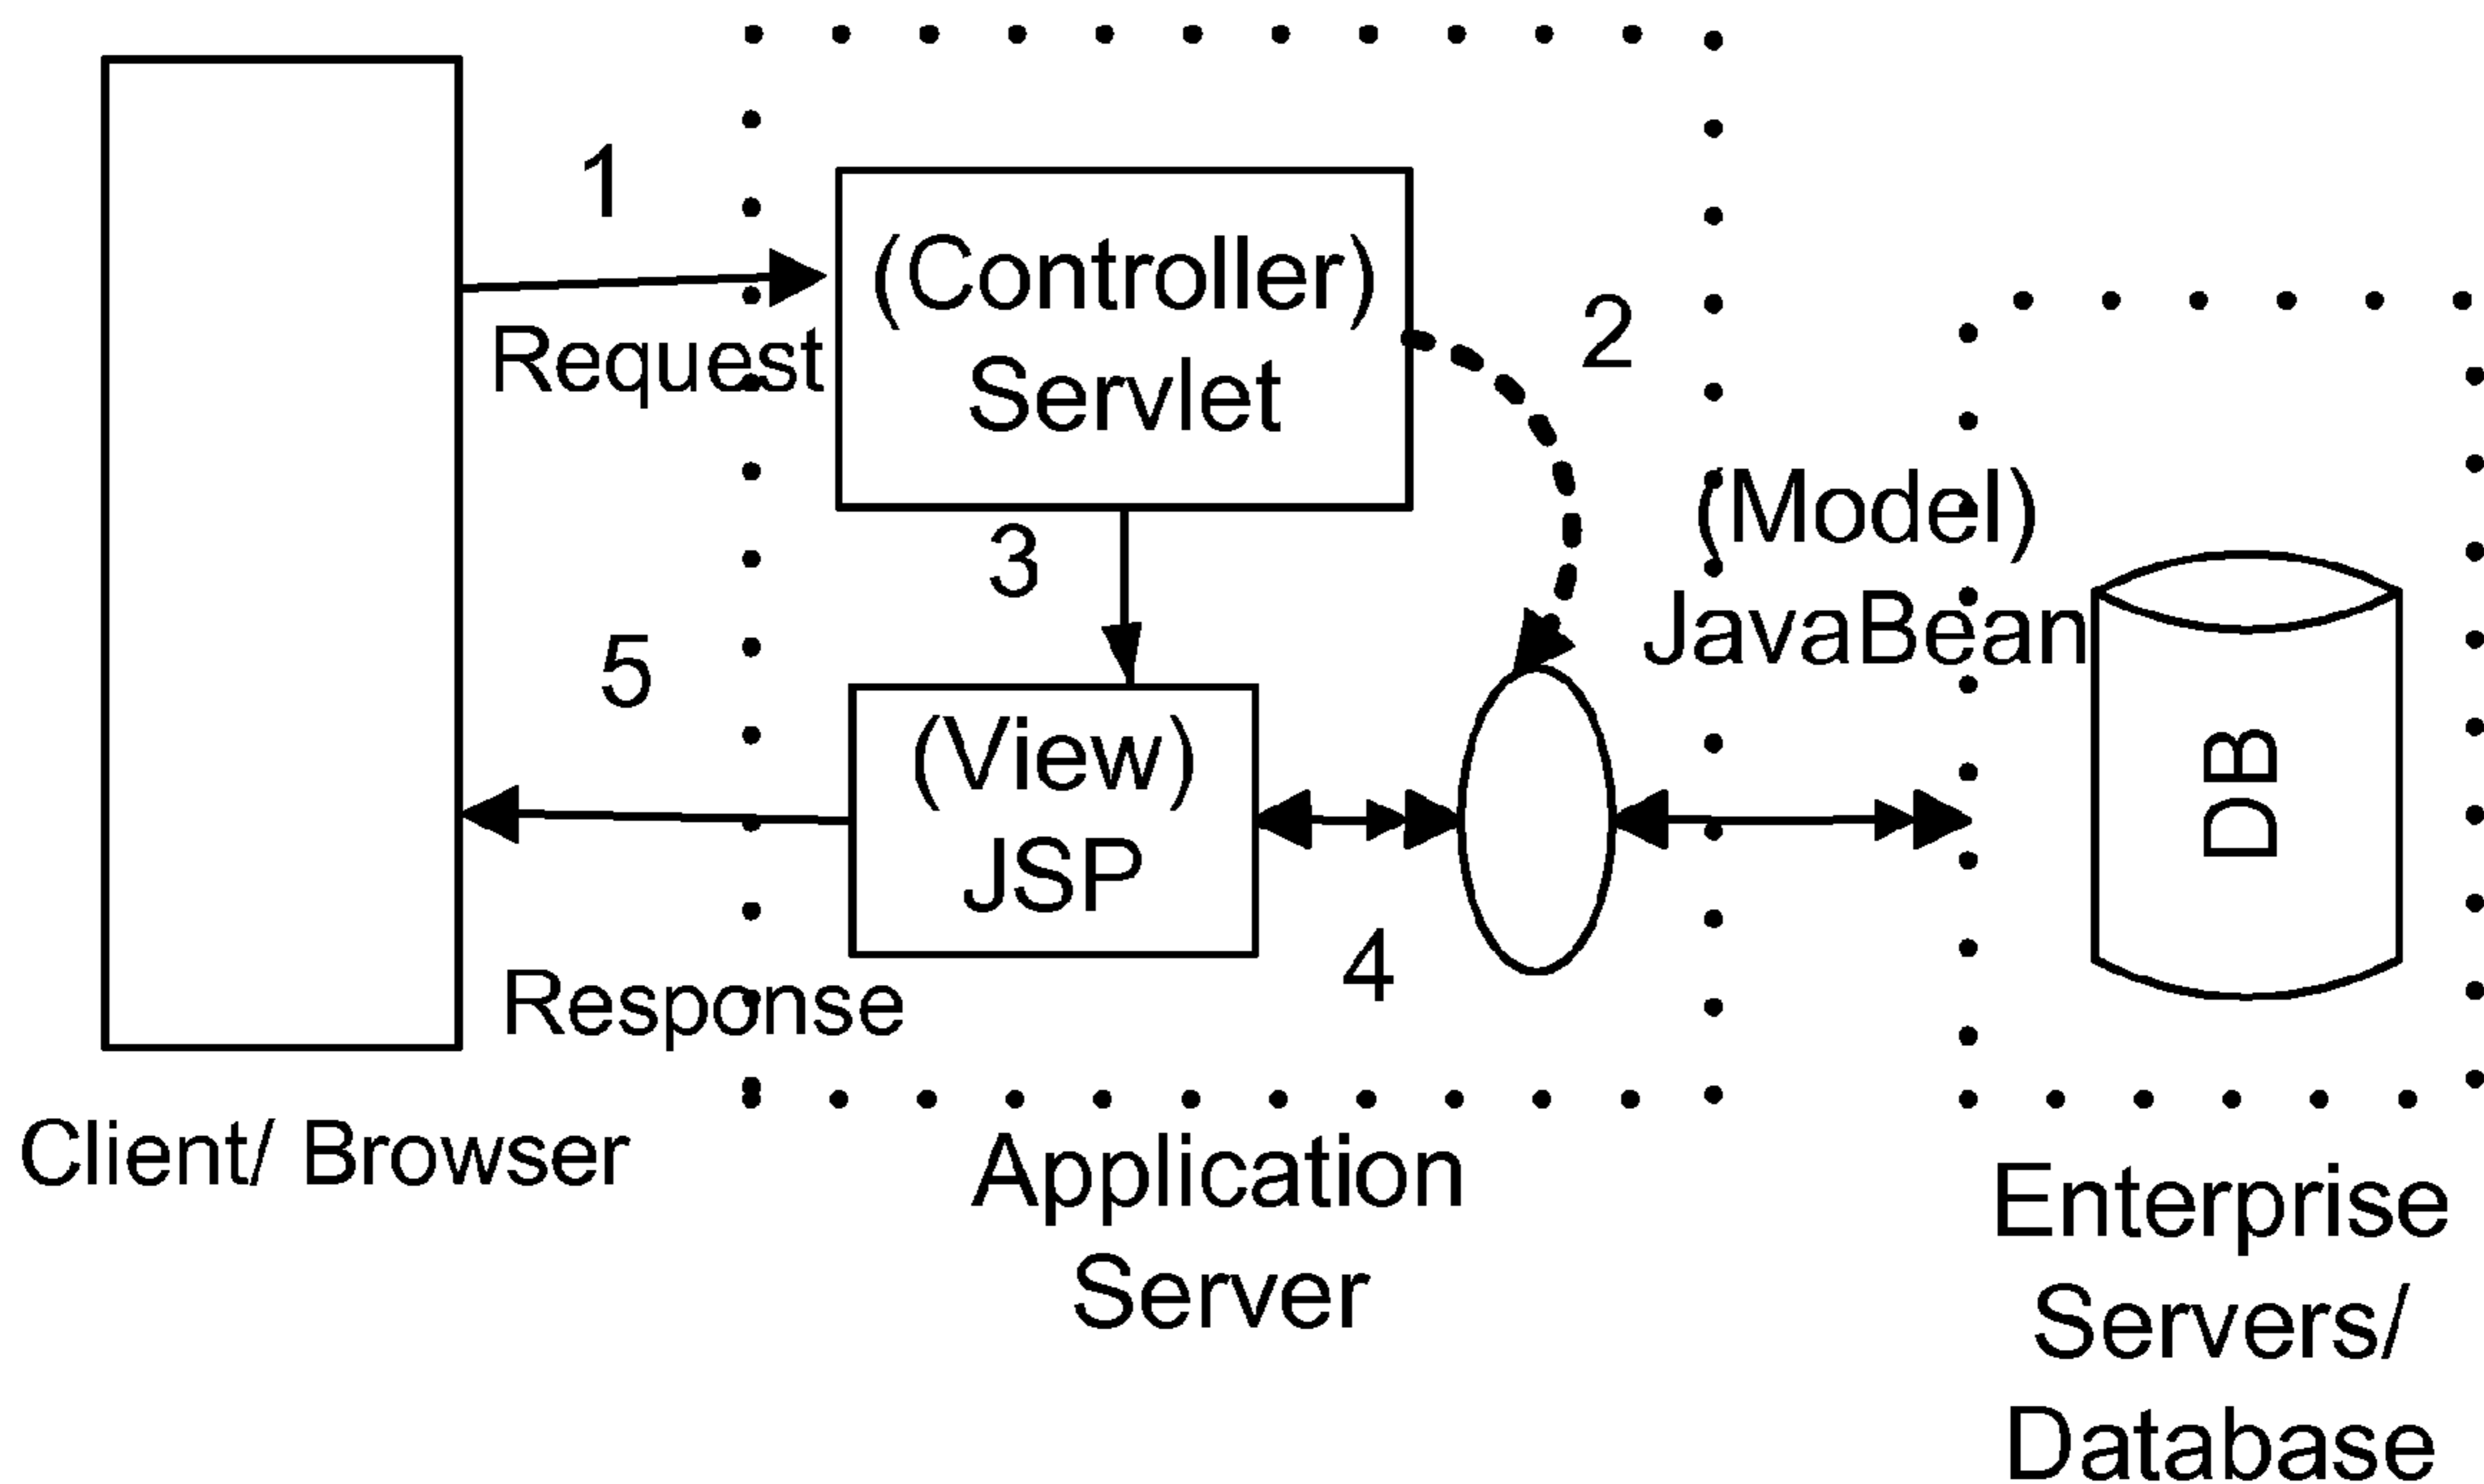 1
Request
(Controller)
Servlet
2
3
(Model)
JavaBean
5
(View)
JSP
DB
4
Response
Client/ Browser
Application
Server
Enterprise
Servers/
Database